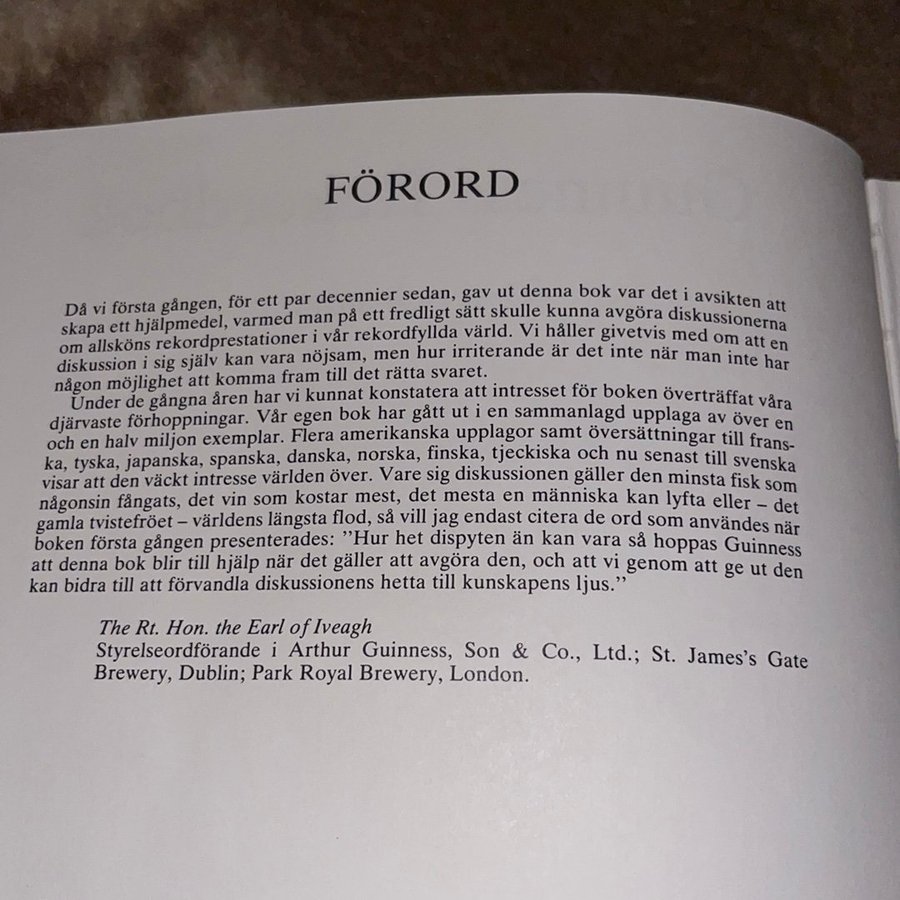 FÖRORD
Då vi första gången, för ett par decennier sedan, gav ut denna bok var det i avsikten att
skapa ett hjälpmedel, varmed man på ett fredligt sätt skulle kunna avgöra diskussionerna
om allsköns rekordprestationer i vår rekordfyllda värld. Vi håller givetvis med om att en
diskussion i sig själv kan vara nöjsam, men hur irriterande är det inte när man inte har
någon möjlighet att komma fram till det rätta svaret.
Under de gångna åren har vi kunnat konstatera att intresset för boken överträffat våra
djärvaste förhoppningar. Vår egen bok har gått ut i en sammanlagd upplaga av över en
och en halv miljon exemplar. Flera amerikanska upplagor samt översättningar till frans-
ka, tyska, japanska, spanska, danska, norska, finska, tjeckiska och nu senast till svenska
visar att den väckt intresse världen över. Vare sig diskussionen gäller den minsta fisk som
någonsin fångats, det vin som kostar mest, det mesta en människa kan lyfta eller – det
gamla tvistefröet – världens längsta flod, så vill jag endast citera de ord som användes när
boken första gången presenterades: ”Hur het dispyten än kan vara så hoppas Guinness
att denna bok blir till hjälp när det gäller att avgöra den, och att vi genom att ge ut den
kan bidra till att förvandla diskussionens hetta till kunskapens ljus.”
The Rt. Hon. the Earl of Iveagh
Styrelseordförande i Arthur Guinness, Son & Co., Ltd.; St. James's Gate
Brewery, Dublin; Park Royal Brewery, London.